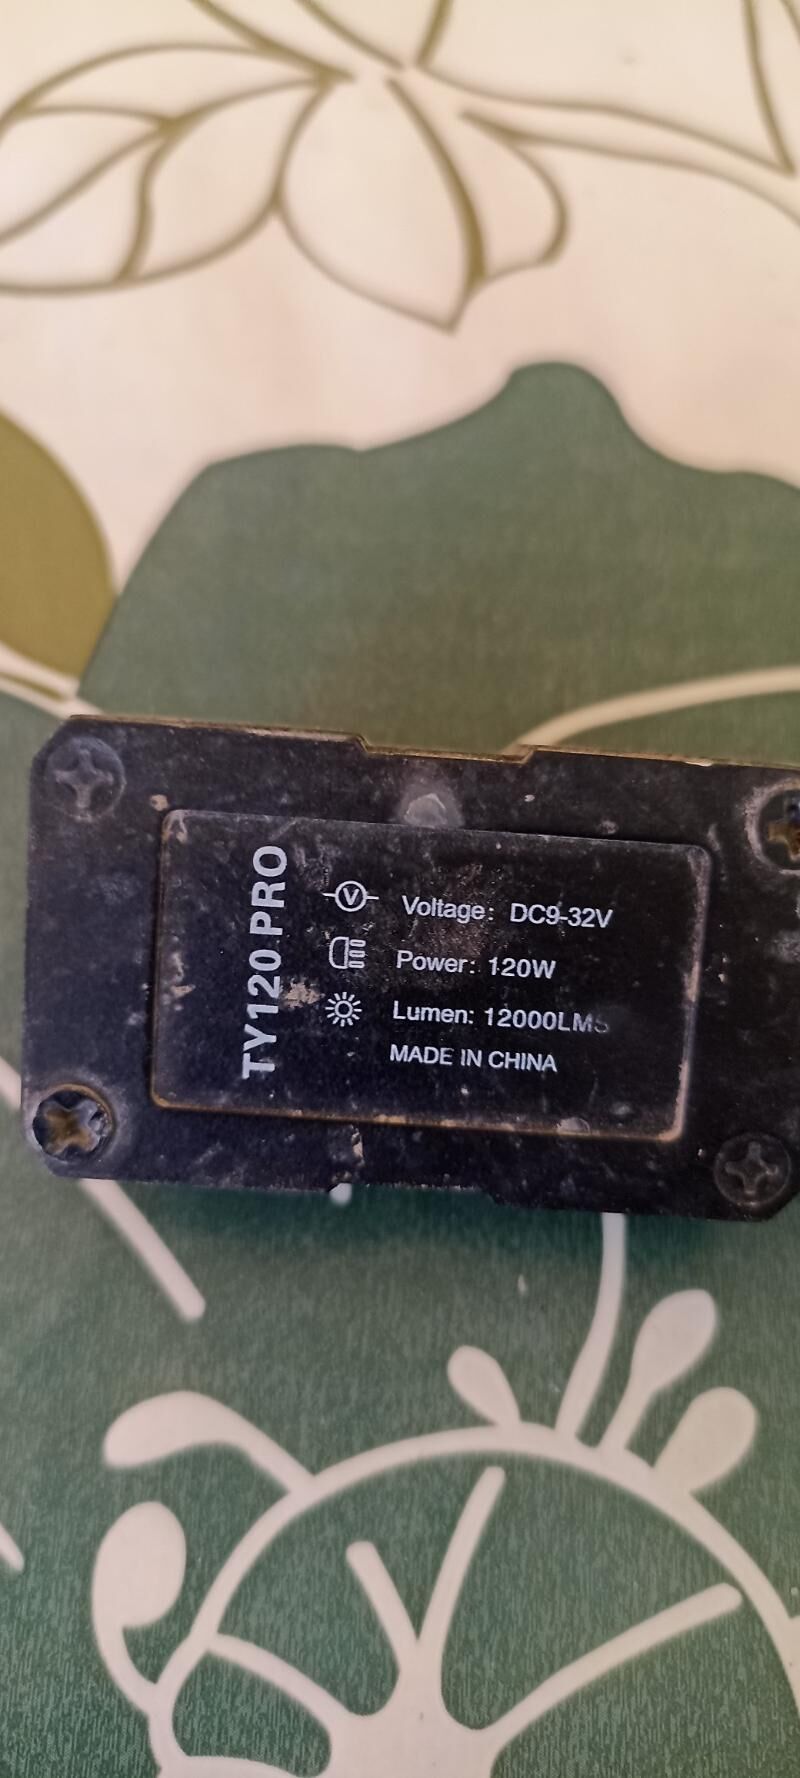 TY120 PRO
Voltage: DC9-32V
Power: 120W
Lumen: 12000LMS
MADE IN CHINA